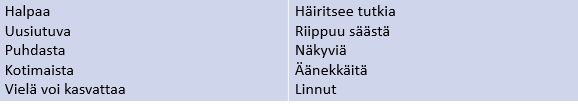 Halpaa
Uusiutuva
Puhdasta
Kotimaista
Vielä voi kasvattaa
Häiritsee tutkia
Riippuu säästä
Näkyviä
Äänekkäitä
Linnut